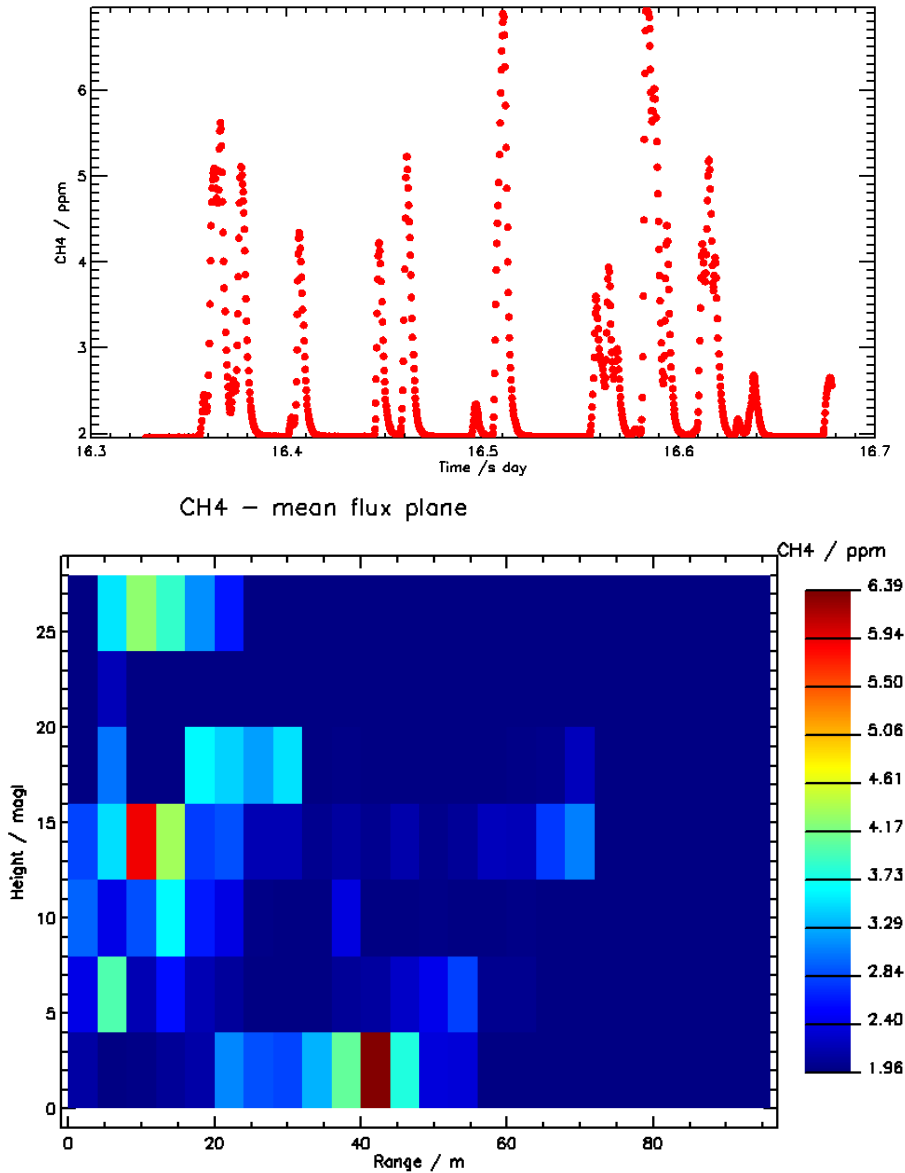 6
5
4
3
2
CH4 / ppm
16.3 16.4 16.5 16.6 16.7
Time /s day
CH4 – mean flux plane
CH4 / ppm
25
20
15
10
5
0
Height / magl
0 20 40 60 80
Range / m
6.39
5.94
5.50
5.06
4.61
4.17
3.73
3.29
2.84
2.40
1.96